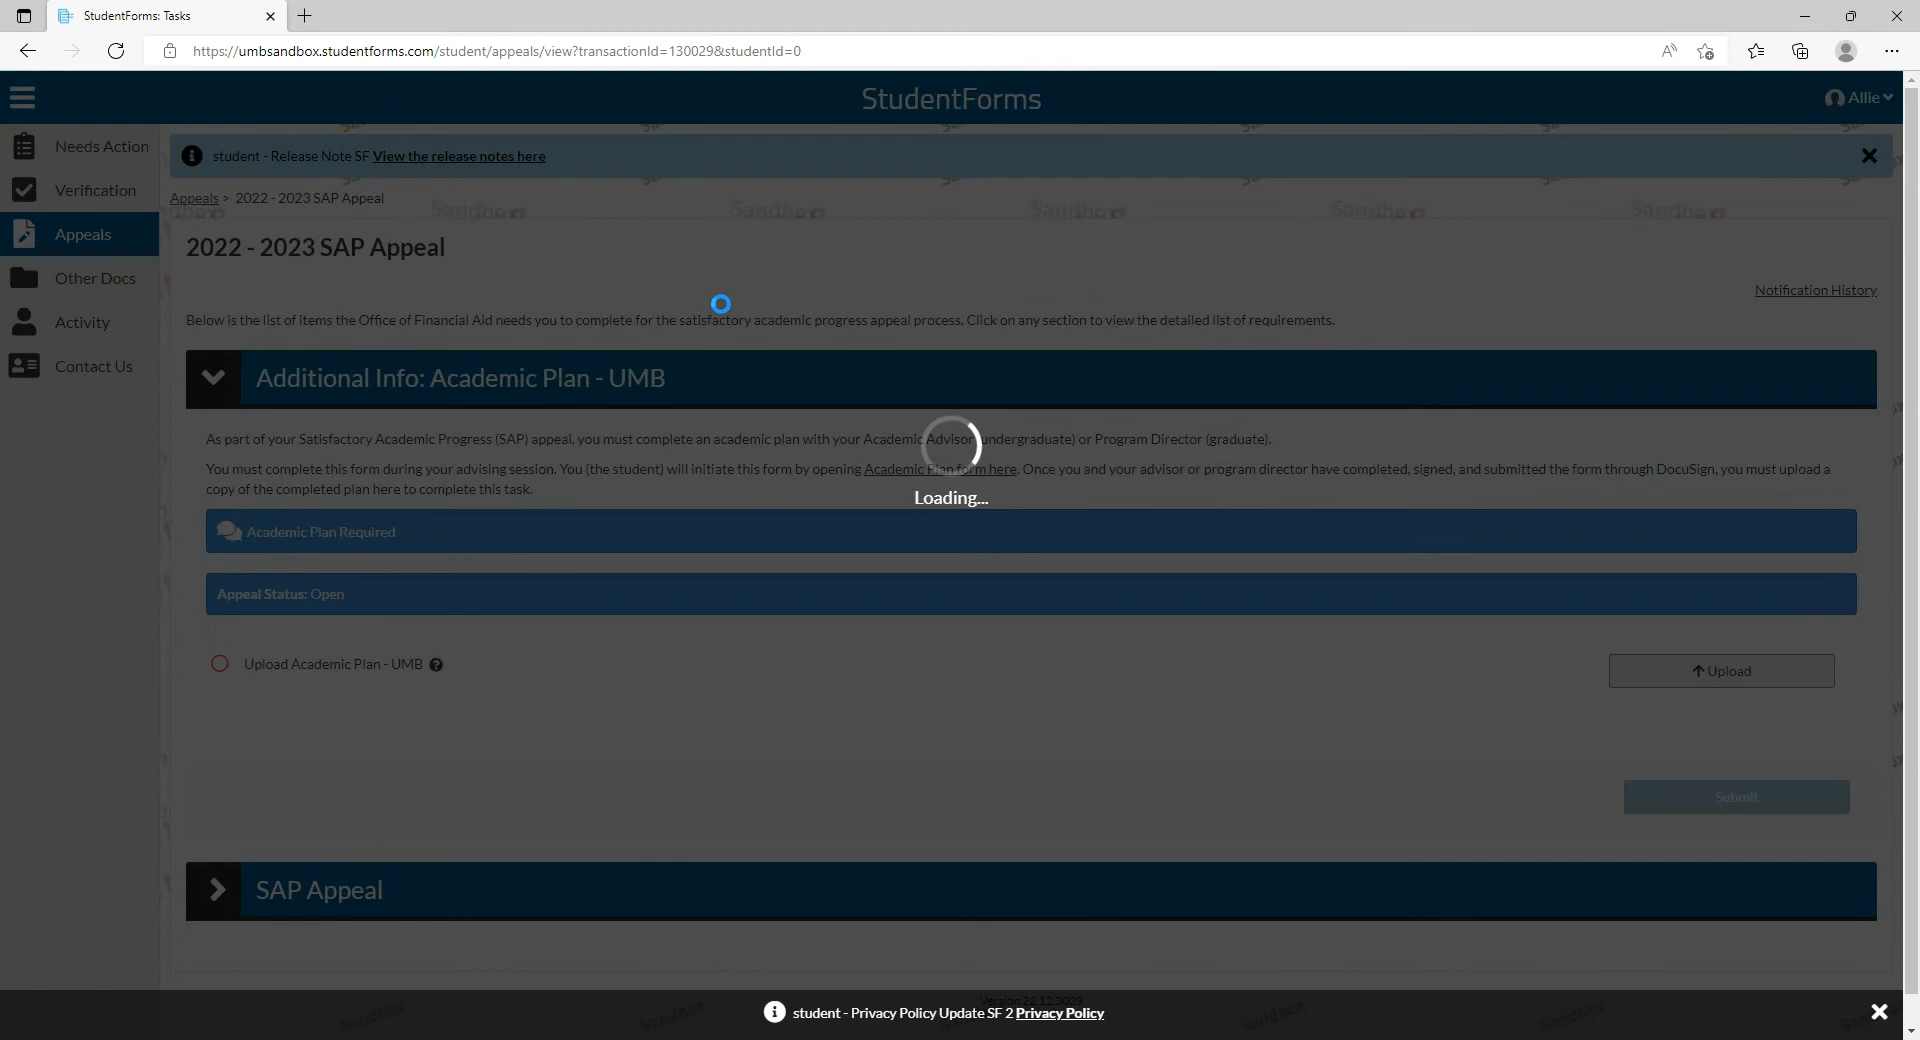 StudentForms: Tasks
https://umbsandbox.studentforms.com/student/appeals/view?transactionId=130029&studentId=0
StudentForms
Allie
Needs Action
Verification
Appeals
Other Docs
Activity
Contact Us
student - Release Note SF View the release notes here
Appeals > 2022 - 2023 SAP Appeal
Sandbox Sandbox Sandbox Sandbox Sandbox
2022 - 2023 SAP Appeal
Notification History
Below is the list of items the Office of Financial Aid needs you to complete for the satisfactory academic progress appeal process. Click on any section to view the detailed list of requirements.
Additional Info: Academic Plan - UMB
As part of your Satisfactory Academic Progress (SAP) appeal, you must complete an academic plan with your Academic Advisor (undergraduate) or Program Director (graduate).
You must complete this form during your advising session. You (the student) will initiate this form by opening Academic Plan form here. Once you and your advisor or program director have completed, signed, and submitted the form through DocuSign, you must upload a
copy of the completed plan here to complete this task.
Loading...
Academic Plan Required
Appeal Status: Open
Upload Academic Plan - UMB
Upload
Submit
SAP Appeal
Version 22.12.3039
student - Privacy Policy Update SF 2 Privacy Policy